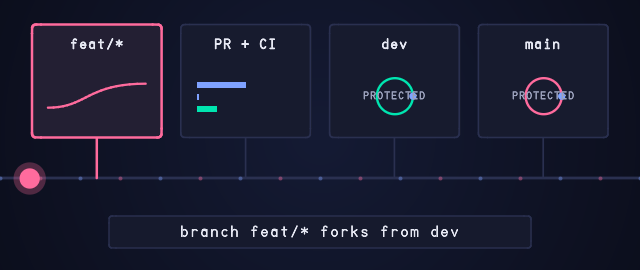 feat/*
PR + CI
dev
main
PROTECTED
PROTECTED
branch feat/* forks from dev